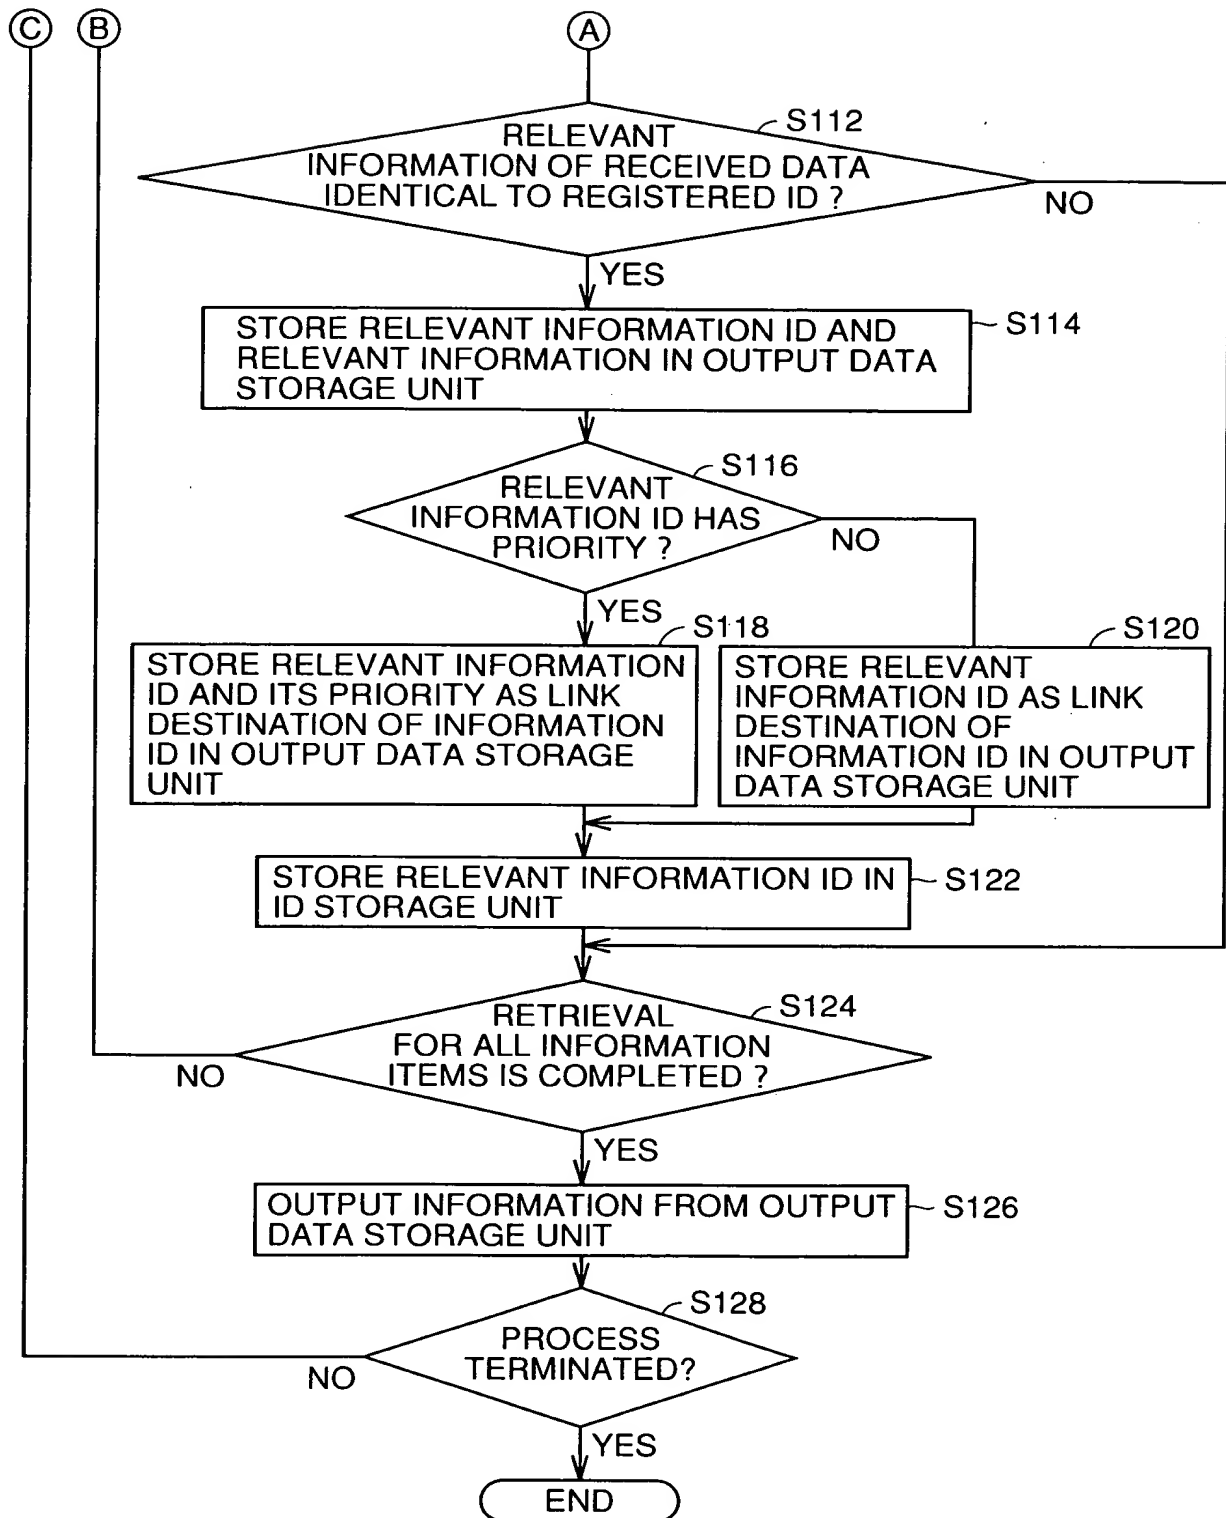 C B A
S112
RELEVANT
INFORMATION OF RECEIVED DATA
IDENTICAL TO REGISTERED ID ?
NO
YES
S114
STORE RELEVANT INFORMATION ID AND
RELEVANT INFORMATION IN OUTPUT DATA
STORAGE UNIT
S116
RELEVANT
INFORMATION ID HAS
PRIORITY ?
NO
YES
S118
STORE RELEVANT INFORMATION
ID AND ITS PRIORITY AS LINK
DESTINATION OF INFORMATION
ID IN OUTPUT DATA STORAGE
UNIT
S120
STORE RELEVANT
INFORMATION ID AS LINK
DESTINATION OF
INFORMATION ID IN OUTPUT
DATA STORAGE UNIT
STORE RELEVANT INFORMATION ID IN
ID STORAGE UNIT
S122
S124
RETRIEVAL
FOR ALL INFORMATION
ITEMS IS COMPLETED ?
NO
YES
OUTPUT INFORMATION FROM OUTPUT
DATA STORAGE UNIT
S126
S128
PROCESS
TERMINATED?
NO
YES
END